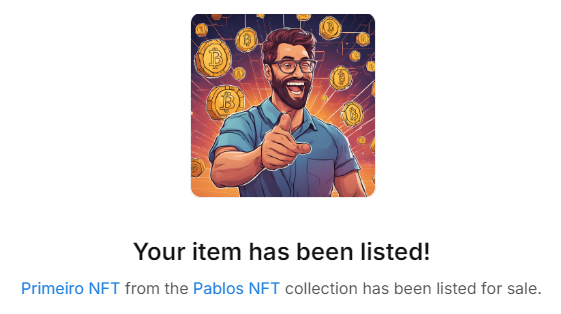 Your item has been listed!
Primeiro NFT from the Pablos NFT collection has been listed for sale.